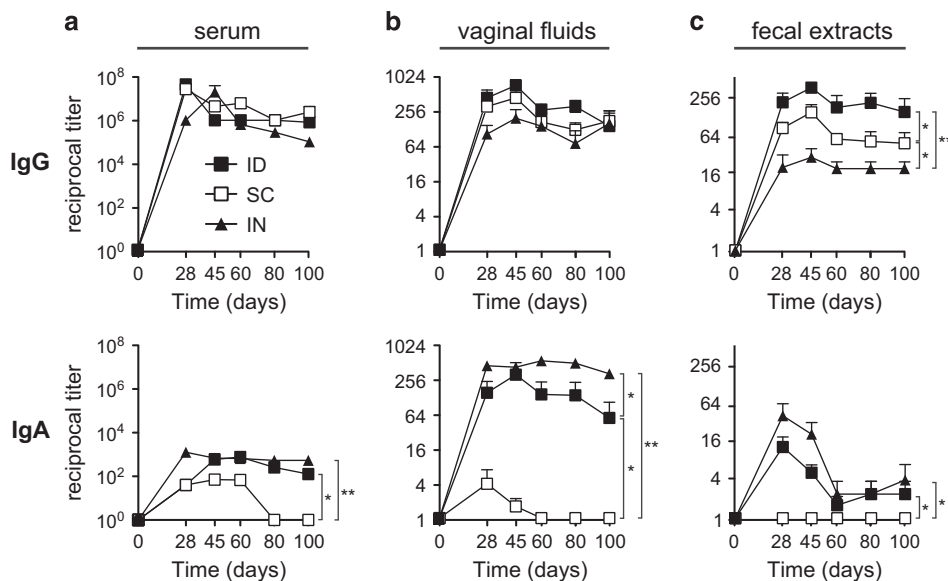 a b c
serum vaginal fluids fecal extracts
IgG
reciprocal titer
10^8
10^6
10^4
10^2
10^0
ID
SC
IN
0 28 45 60 80 100
Time (days)
1024
256
64
16
4
1
0 28 45 60 80 100
Time (days)
256
64
16
4
1
* ** *
0 28 45 60 80 100
Time (days)
IgA
reciprocal titer
10^8
10^6
10^4
10^2
10^0
* **
0 28 45 60 80 100
Time (days)
1024
256
64
16
4
1
* * **
0 28 45 60 80 100
Time (days)
256
64
16
4
1
* *
0 28 45 60 80 100
Time (days)